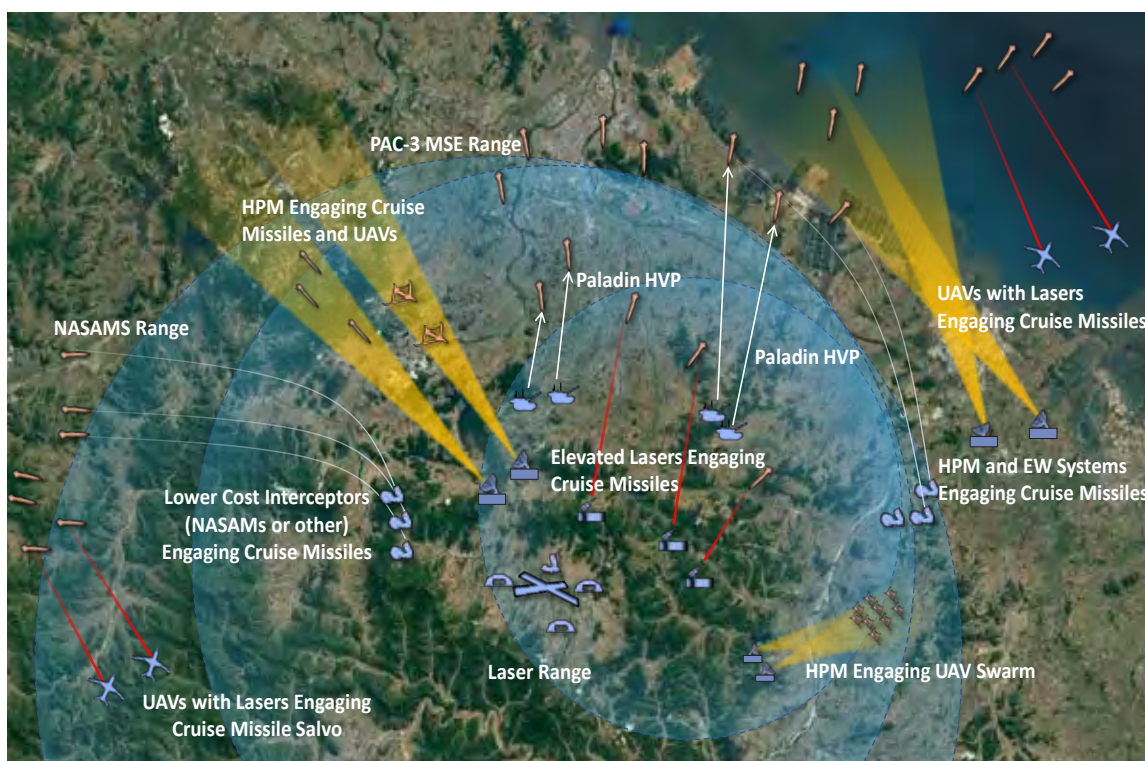 PAC-3 MSE Range
HPM Engaging Cruise
Missiles and UAVs
Paladin HVP
NASAMS Range
UAVs with Lasers
Engaging Cruise Missiles
Paladin HVP
Elevated Lasers Engaging
Cruise Missiles
HPM and EW Systems
Engaging Cruise Missiles
Lower Cost Interceptors
(NASAMs or other)
Engaging Cruise Missiles
Laser Range
HPM Engaging UAV Swarm
UAVs with Lasers Engaging
Cruise Missile Salvo